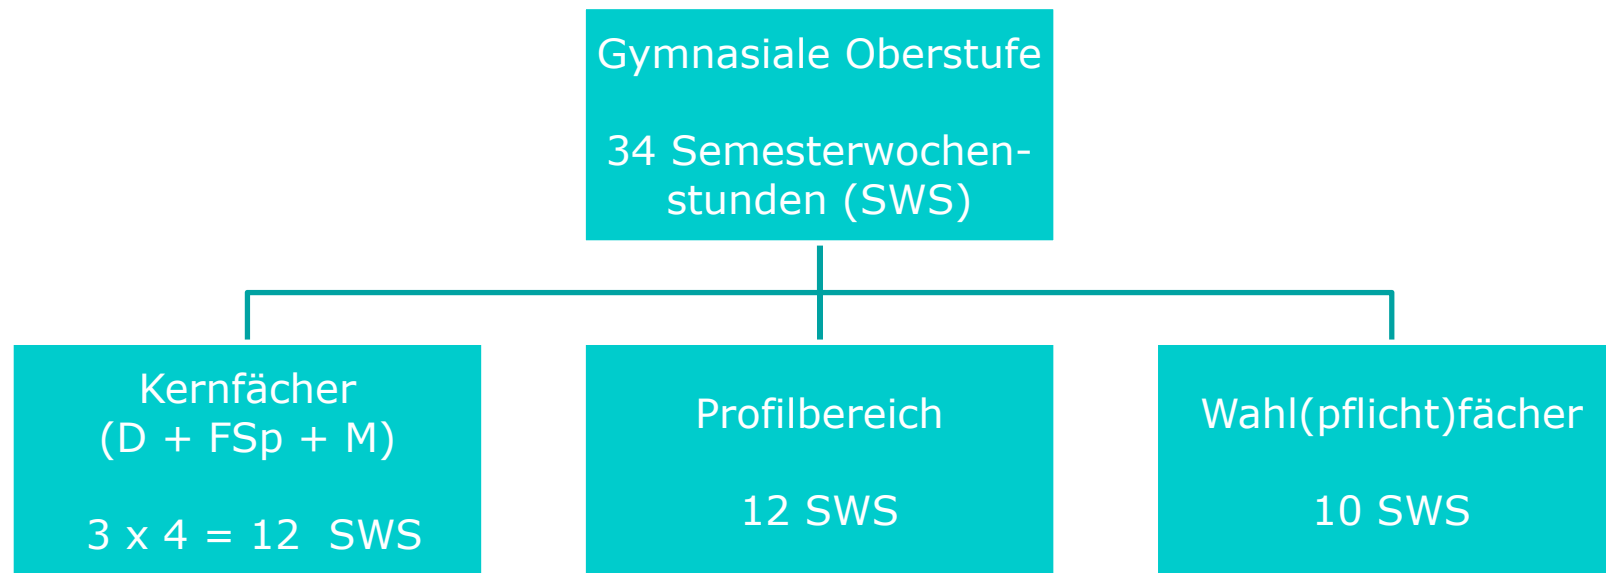 Gymnasiale Oberstufe
34 Semesterwochen-
stunden (SWS)
Kernfächer
(D + FSp + M)
3 x 4 = 12 SWS
Profilbereich
12 SWS
Wahl(pflicht)fächer
10 SWS